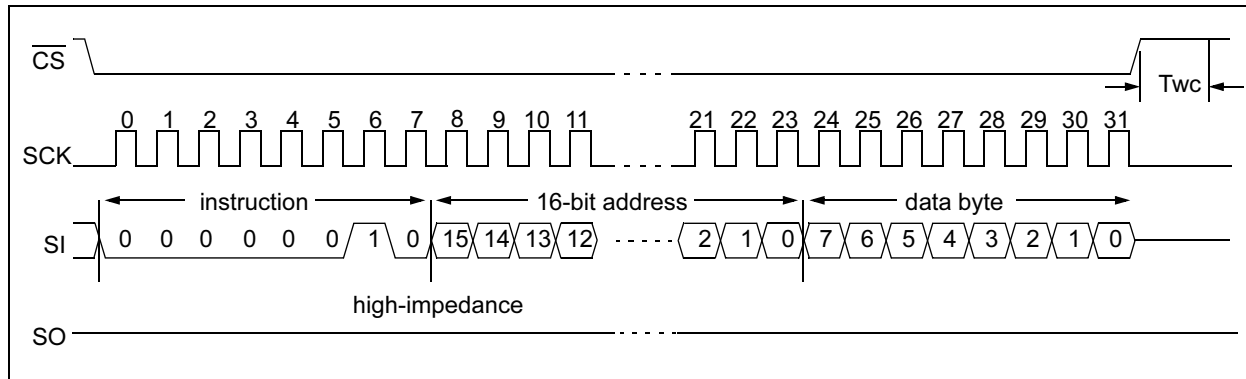 CS
Twc
0 1 2 3 4 5 6 7 8 9 10 11 21 22 23 24 25 26 27 28 29 30 31
SCK
instruction 16-bit address data byte
SI 0 0 0 0 0 0 1 0 15 14 13 12 2 1 0 7 6 5 4 3 2 1 0
high-impedance
SO